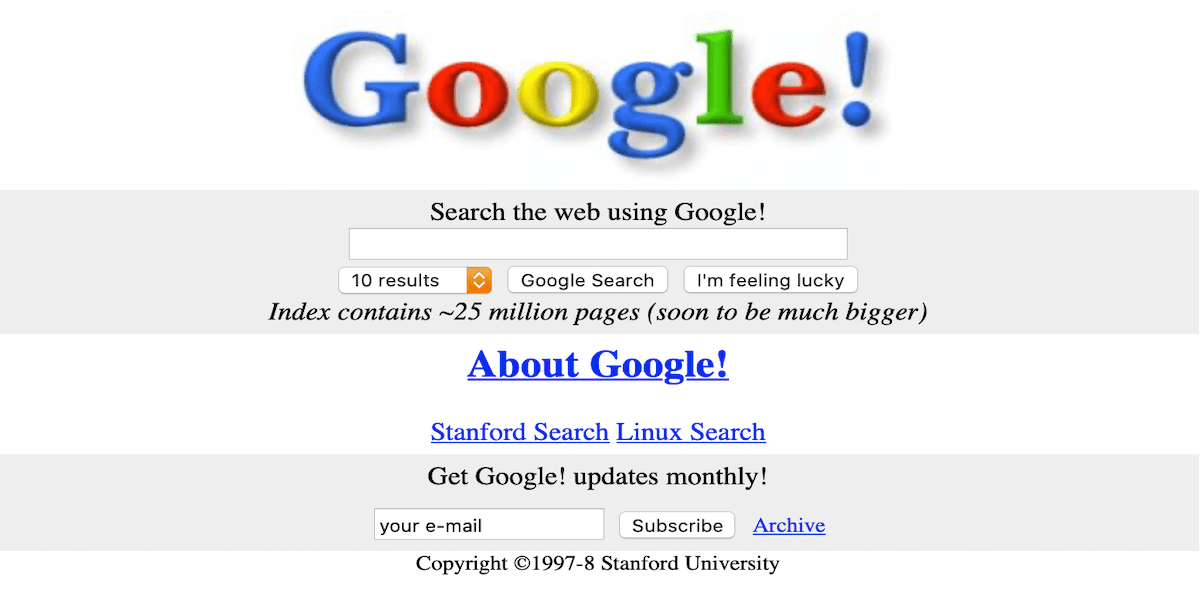 Google!
Search the web using Google!
10 results Google Search I'm feeling lucky
Index contains ~25 million pages (soon to be much bigger)
About Google!
Stanford Search Linux Search
Get Google! updates monthly!
your e-mail Subscribe Archive
Copyright ©1997-8 Stanford University